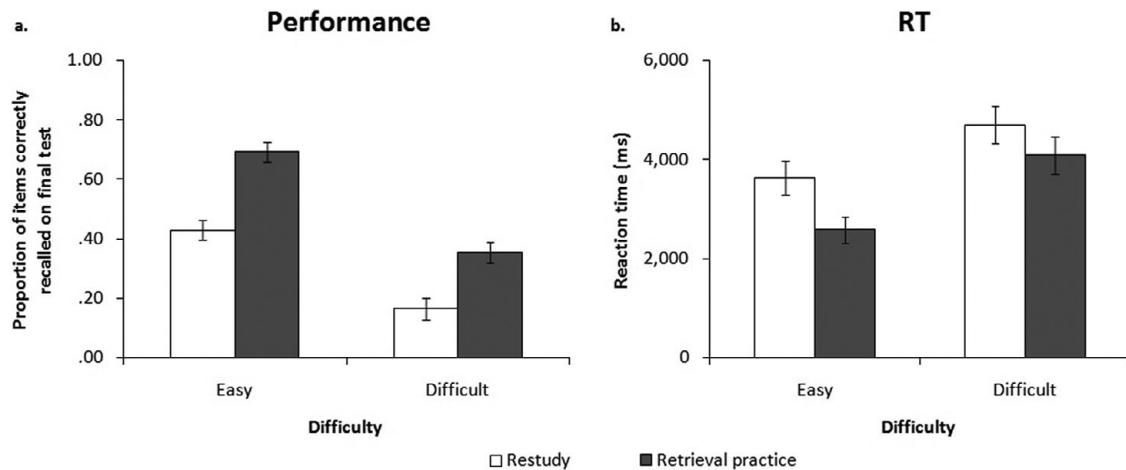 a.
Performance
Proportion of items correctly
recalled on final test
1.00
.80
.60
.40
.20
.00
Easy
Difficult
Difficulty
b.
RT
Reaction time (ms)
6,000
4,000
2,000
0
Easy
Difficult
Difficulty
Restudy
Retrieval practice